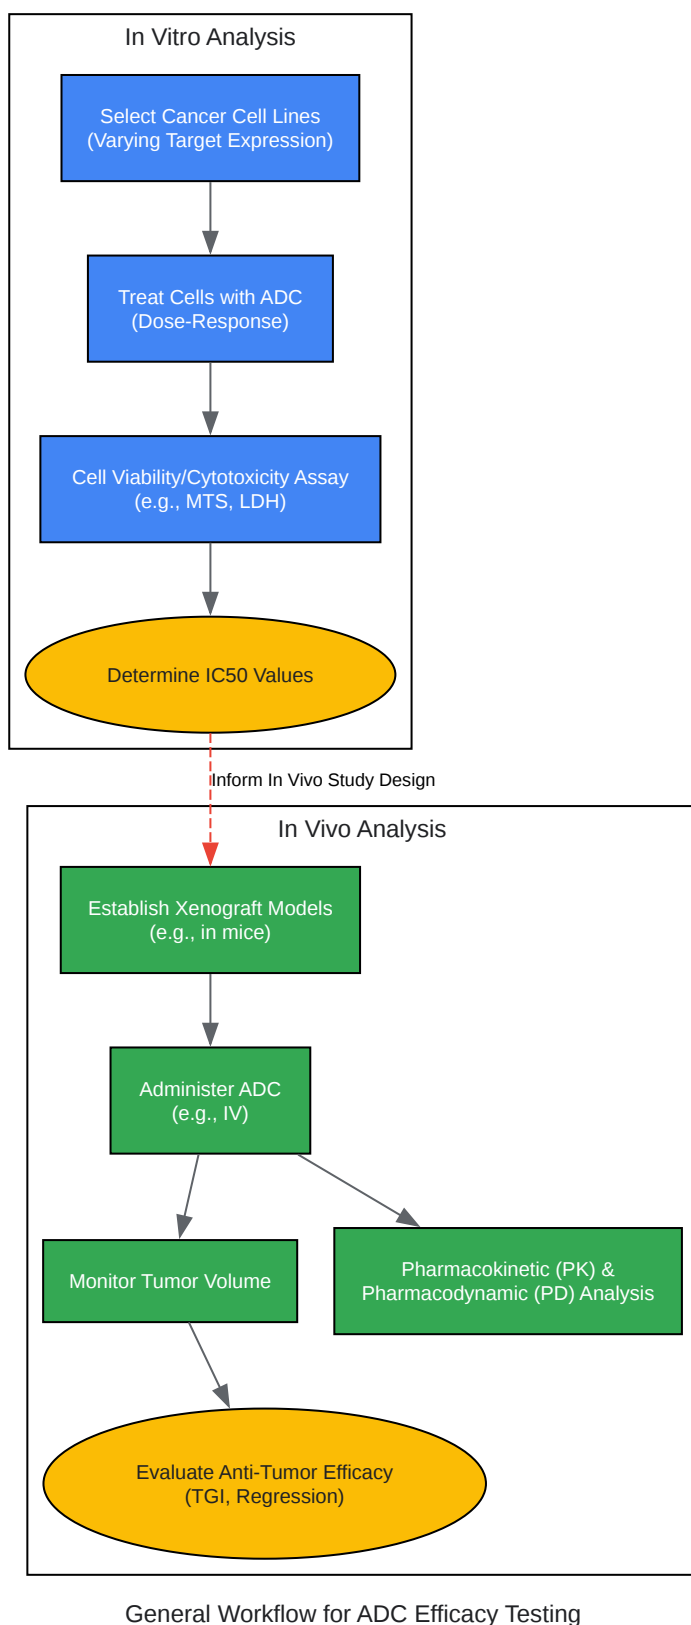 In Vitro Analysis
Select Cancer Cell Lines
(Varying Target Expression)
Treat Cells with ADC
(Dose-Response)
Cell Viability/Cytotoxicity Assay
(e.g., MTS, LDH)
Determine IC50 Values
Inform In Vivo Study Design
In Vivo Analysis
Establish Xenograft Models
(e.g., in mice)
Administer ADC
(e.g., IV)
Monitor Tumor Volume
Pharmacokinetic (PK) &
Pharmacodynamic (PD) Analysis
Evaluate Anti-Tumor Efficacy
(TGI, Regression)
General Workflow for ADC Efficacy Testing